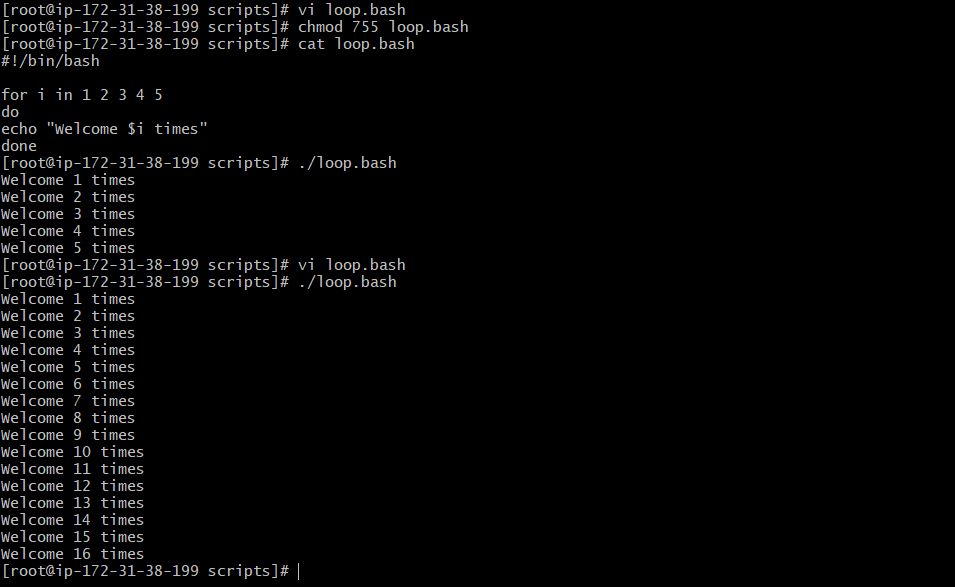 [root@ip-172-31-38-199 scripts]# vi loop.bash
[root@ip-172-31-38-199 scripts]# chmod 755 loop.bash
[root@ip-172-31-38-199 scripts]# cat loop.bash
#!/bin/bash

for i in 1 2 3 4 5
do
echo "Welcome $i times"
done
[root@ip-172-31-38-199 scripts]# ./loop.bash
Welcome 1 times
Welcome 2 times
Welcome 3 times
Welcome 4 times
Welcome 5 times
[root@ip-172-31-38-199 scripts]# vi loop.bash
[root@ip-172-31-38-199 scripts]# ./loop.bash
Welcome 1 times
Welcome 2 times
Welcome 3 times
Welcome 4 times
Welcome 5 times
Welcome 6 times
Welcome 7 times
Welcome 8 times
Welcome 9 times
Welcome 10 times
Welcome 11 times
Welcome 12 times
Welcome 13 times
Welcome 14 times
Welcome 15 times
Welcome 16 times
[root@ip-172-31-38-199 scripts]#